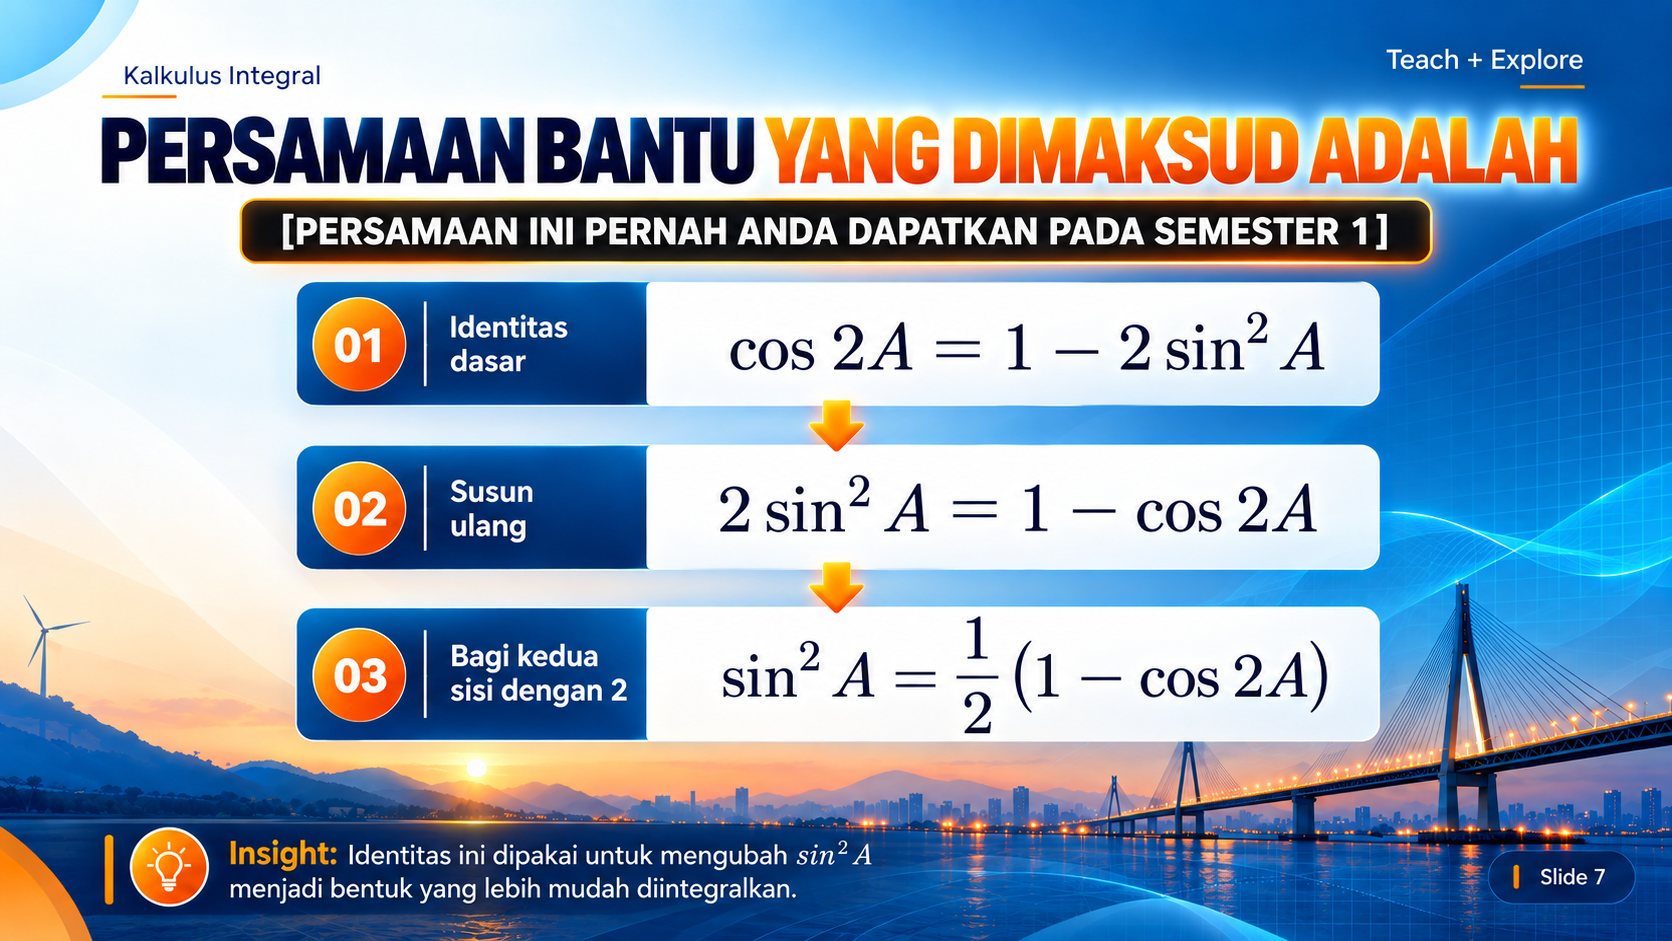 Kalkulus Integral
Teach + Explore
PERSAMAAN BANTU YANG DIMAKSUD ADALAH
[PERSAMAAN INI PERNAH ANDA DAPATKAN PADA SEMESTER 1]
01
Identitas
dasar
cos 2A = 1 − 2 sin² A
02
Susun
ulang
2 sin² A = 1 − cos 2A
03
Bagi kedua
sisi dengan 2
sin² A = 1/2 (1 − cos 2A)
Insight: Identitas ini dipakai untuk mengubah sin² A
menjadi bentuk yang lebih mudah diintegralkan.
Slide 7